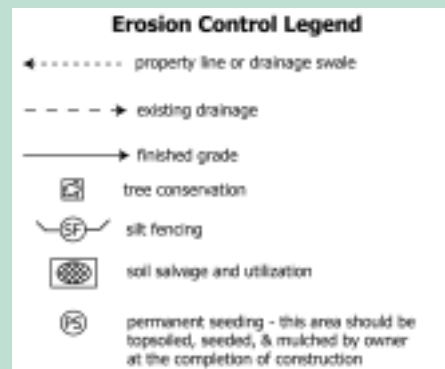 Erosion Control Legend
property line or drainage swale
existing drainage
finished grade
tree conservation
SF silt fencing
soil salvage and utilization
PS permanent seeding - this area should be
topsoiled, seeded, & mulched by owner
at the completion of construction